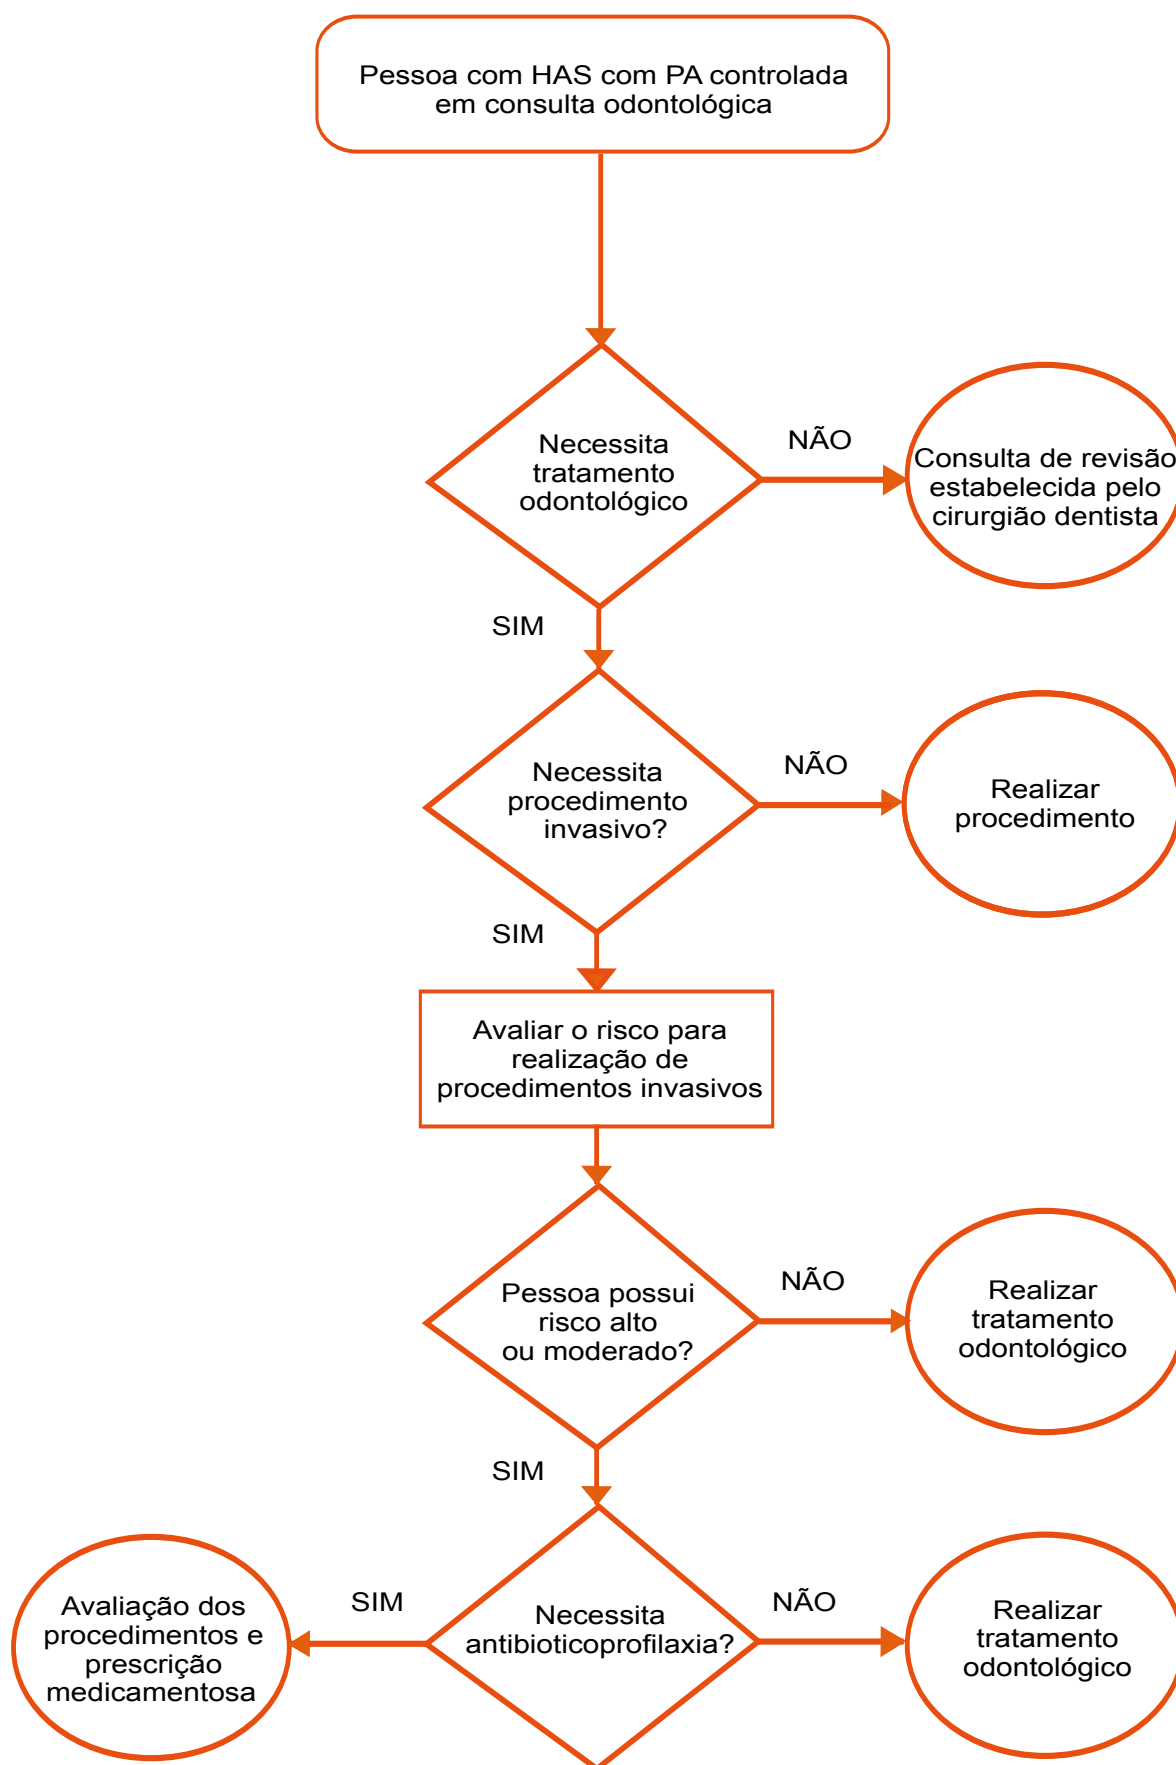 Pessoa com HAS com PA controlada
em consulta odontológica
Necessita
tratamento
odontológico
NÃO
Consulta de revisão
estabelecida pelo
cirurgião dentista
SIM
Necessita
procedimento
invasivo?
NÃO
Realizar
procedimento
SIM
Avaliar o risco para
realização de
procedimentos invasivos
Pessoa possui
risco alto
ou moderado?
NÃO
Realizar
tratamento
odontológico
SIM
Necessita
antibioticoprofilaxia?
SIM
Avaliação dos
procedimentos e
prescrição
medicamentosa
NÃO
Realizar
tratamento
odontológico